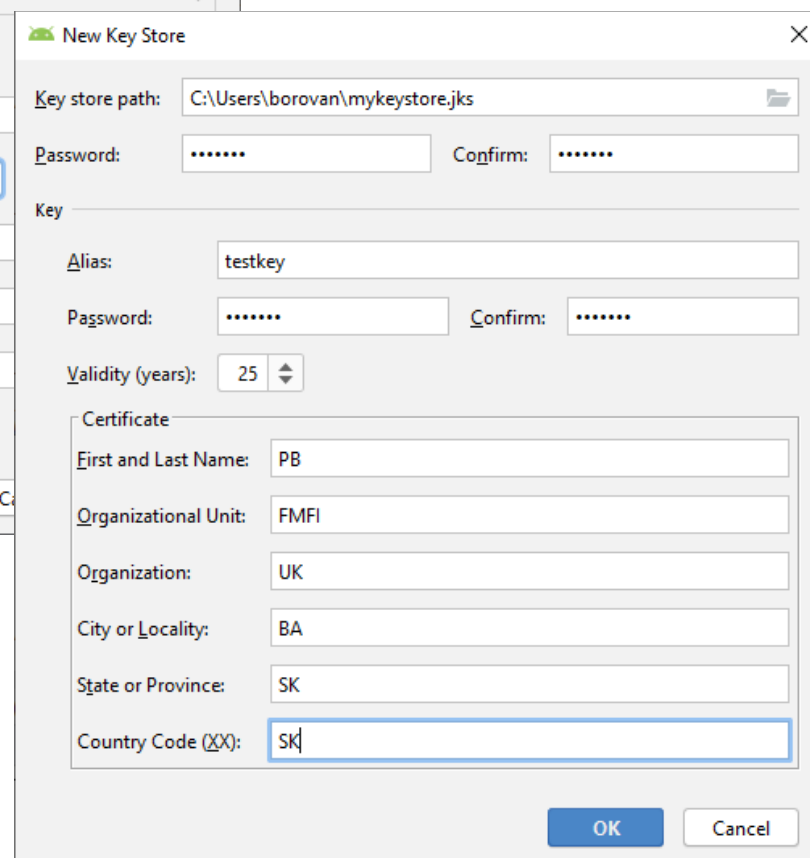 New Key Store
Key store path: C:\Users\borovan\mykeystore.jks
Password: ••••••• Confirm: •••••••
Key
Alias: testkey
Password: ••••••• Confirm: •••••••
Validity (years): 25
Certificate
First and Last Name: PB
Organizational Unit: FMFI
Organization: UK
City or Locality: BA
State or Province: SK
Country Code (XX): SK
OK Cancel